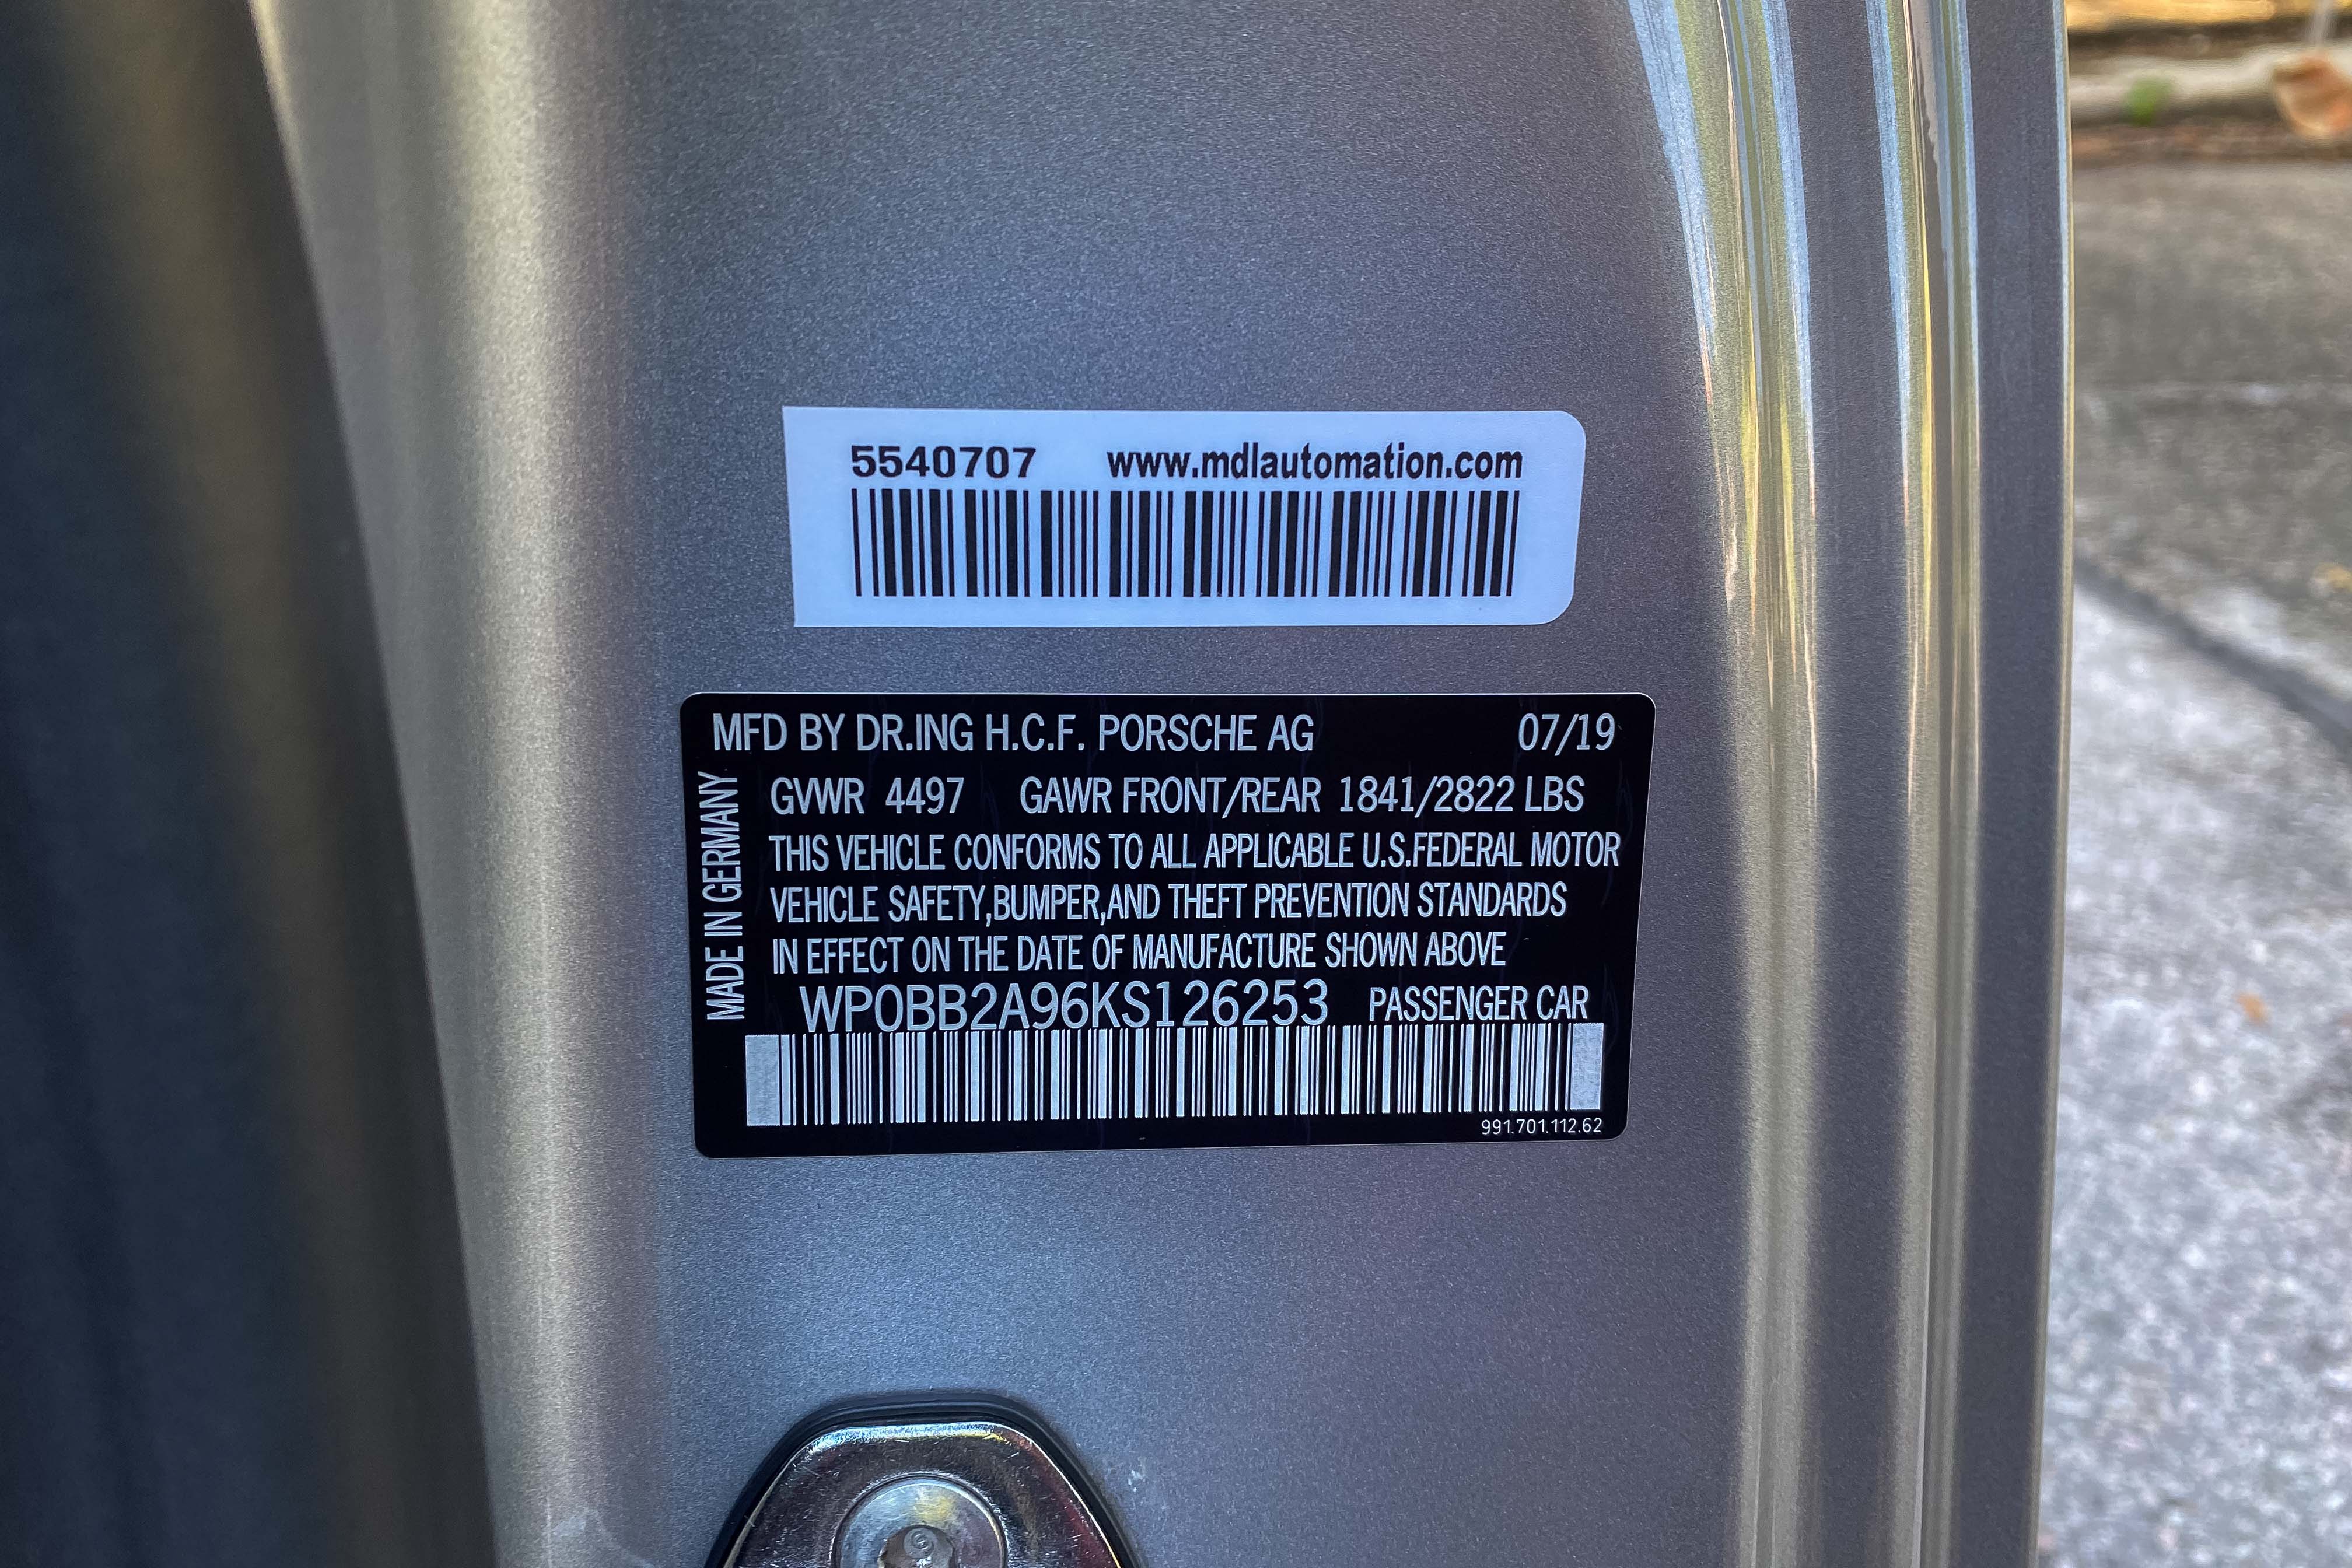 5540707 www.mdlautomation.com
MFD BY DR.ING H.C.F. PORSCHE AG 07/19
GVWR 4497 GAWR FRONT/REAR 1841/2822 LBS
THIS VEHICLE CONFORMS TO ALL APPLICABLE U.S.FEDERAL MOTOR
VEHICLE SAFETY,BUMPER,AND THEFT PREVENTION STANDARDS
IN EFFECT ON THE DATE OF MANUFACTURE SHOWN ABOVE
WP0BB2A96KS126253 PASSENGER CAR
991.701.112.62
MADE IN GERMANY